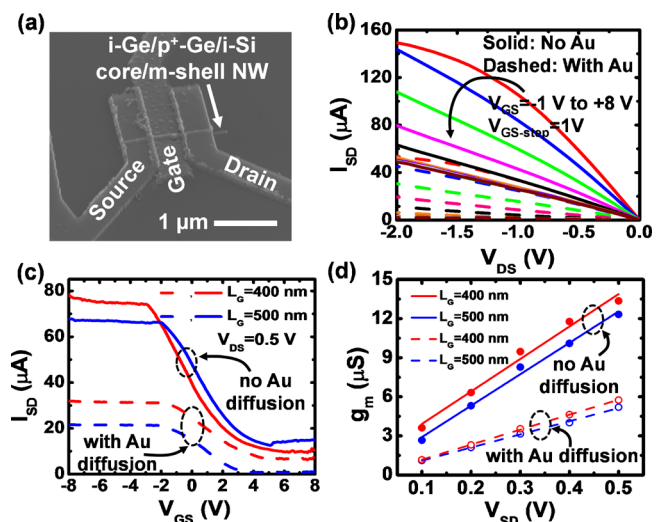 (a)
i-Ge/p⁺-Ge/i-Si
core/m-shell NW
Source
Gate
Drain
1 μm
(b)
Solid: No Au
Dashed: With Au
V_GS=-1 V to +8 V
V_GS-step=1V
160
120
80
40
0
I_SD (μA)
-2.0 -1.5 -1.0 -0.5 0.0
V_DS (V)
(c)
L_G=400 nm
L_G=500 nm
V_DS=0.5 V
no Au
diffusion
with Au
diffusion
80
60
40
20
0
I_SD (μA)
-8 -6 -4 -2 0 2 4 6 8
V_GS (V)
(d)
L_G=400 nm
L_G=500 nm
L_G=400 nm
L_G=500 nm
no Au
diffusion
with Au diffusion
15
12
9
6
3
0
g_m (μS)
0.1 0.2 0.3 0.4 0.5
V_SD (V)